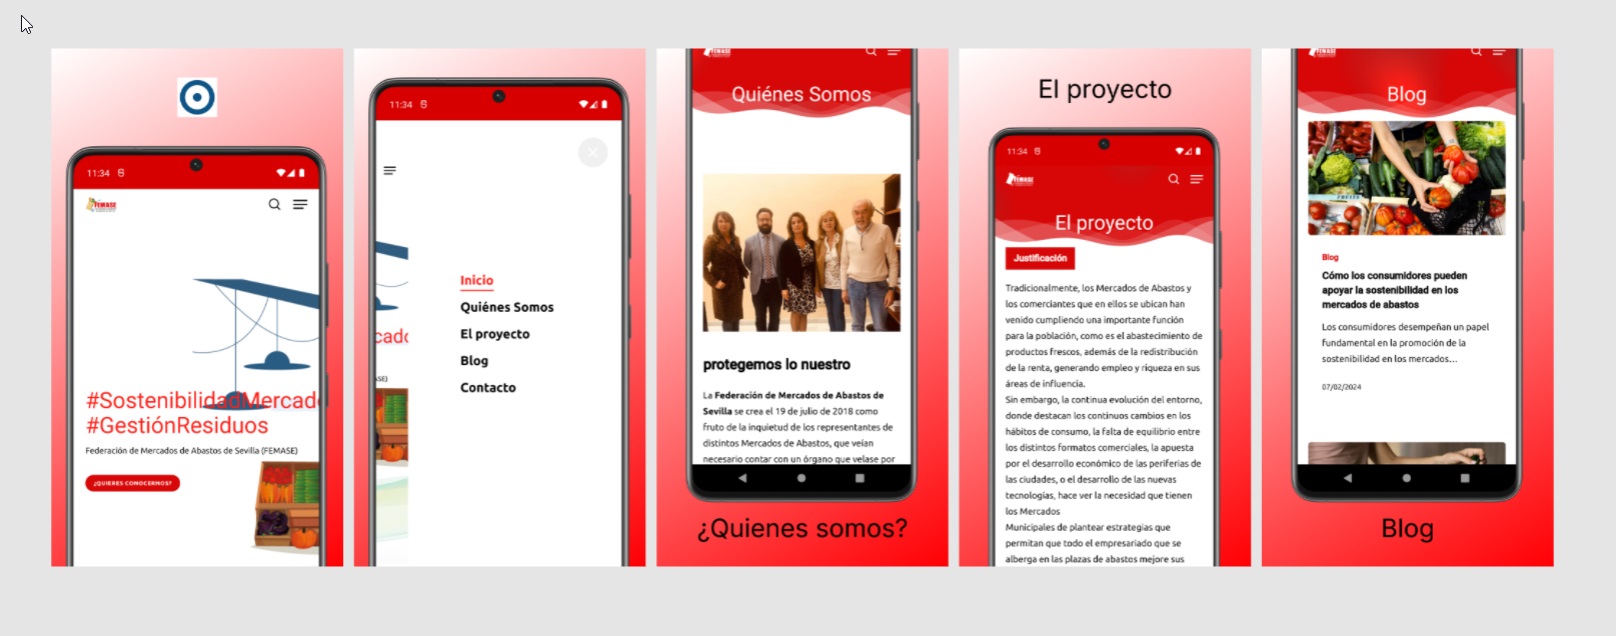 11:34
FEMASE
#SostenibilidadMercado
#GestiónResiduos
Federación de Mercados de Abastos de Sevilla (FEMASE)
¿QUIERES CONOCERNOS?
11:34
Inicio
Quiénes Somos
El proyecto
Blog
Contacto
cado
ASE)
FEMASE
Quiénes Somos
protegemos lo nuestro
La Federación de Mercados de Abastos de
Sevilla se crea el 19 de julio de 2018 como
fruto de la inquietud de los representantes de
distintos Mercados de Abastos, que veían
necesario contar con un órgano que velase por
¿Quienes somos?
El proyecto
11:34
FEMASE
El proyecto
Justificación
Tradicionalmente, los Mercados de Abastos y
los comerciantes que en ellos se ubican han
venido cumpliendo una importante función
para la población, como es el abastecimiento de
productos frescos, además de la redistribución
de la renta, generando empleo y riqueza en sus
áreas de influencia.
Sin embargo, la continua evolución del entorno,
donde destacan los continuos cambios en los
hábitos de consumo, la falta de equilibrio entre
los distintos formatos comerciales, la apuesta
por el desarrollo económico de las periferias de
las ciudades, o el desarrollo de las nuevas
tecnologías, hace ver la necesidad que tienen
los Mercados
Municipales de plantear estrategias que
permitan que todo el empresariado que se
alberga en las plazas de abastos mejore sus
FEMASE
Blog
Blog
Cómo los consumidores pueden
apoyar la sostenibilidad en los
mercados de abastos
Los consumidores desempeñan un papel
fundamental en la promoción de la
sostenibilidad en los mercados...
07/02/2024
Blog